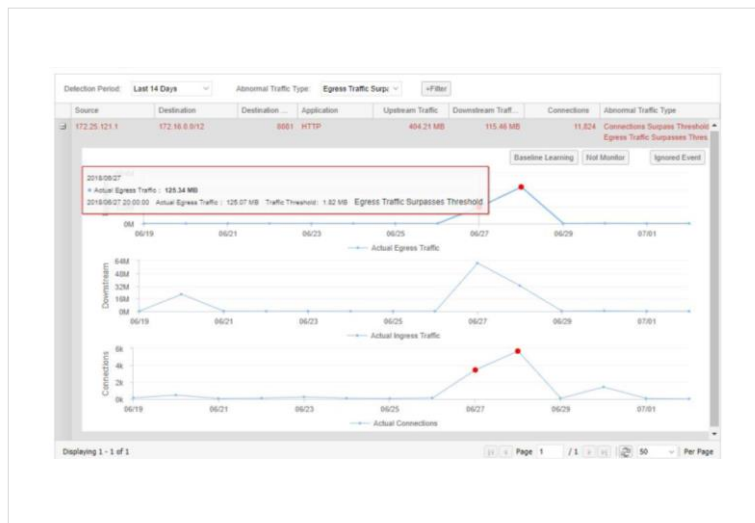 Detection Period: Last 14 Days Abnormal Traffic Type: Egress Traffic Surpa +Filter
Source Destination Destination ... Application Upstream Traffic Downstream Traff... Connections Abnormal Traffic Type
172.25.121.1 172.16.0.0/12 8081 HTTP 404.21 MB 115.46 MB 11,824 Connections Surpass Threshold
Egress Traffic Surpasses Thres
Baseline Learning Not Monitor Ignored Event
2018/06/27
Actual Egress Traffic : 125.34 MB
2018/06/27 20:00:00 Actual Egress Traffic : 125.07 MB Traffic Threshold : 1.82 MB Egress Traffic Surpasses Threshold
0M
06/19 06/21 06/23 06/25 06/27 06/29 07/01
Actual Egress Traffic
Downstream
64M
48M
32M
16M
0M
06/19 06/21 06/23 06/25 06/27 06/29 07/01
Actual Ingress Traffic
Connections
6k
4k
2k
0k
06/19 06/21 06/23 06/25 06/27 06/29 07/01
Actual Connections
Displaying 1 - 1 of 1 Page 1 / 1 50 Per Page